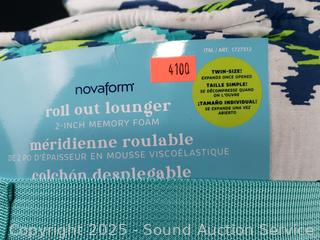 ITM. / ART. 1727512
4100
novaform®
roll out lounger
2-INCH MEMORY FOAM
méridienne roulable
DE 2 PO D'ÉPAISSEUR EN MOUSSE VISCOÉLASTIQUE
colchón desplegable
TWIN-SIZE!
EXPANDS ONCE OPENED
TAILLE SIMPLE!
SE DÉCOMPRESSE QUAND
ON L'OUVRE
¡TAMAÑO INDIVIDUAL!
SE EXPANDE UNA VEZ
ABIERTO
Copyright 2025 - Sound Auction Service